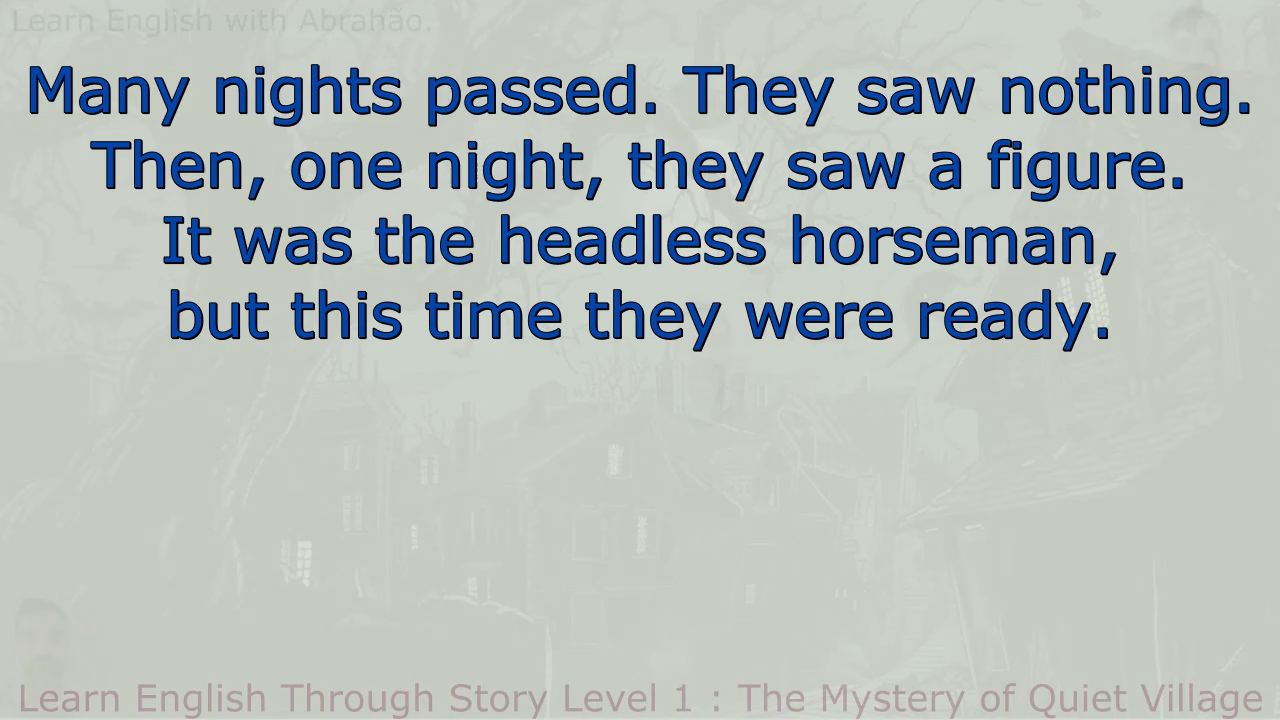 Learn English with Abrahão.
Many nights passed. They saw nothing.
Then, one night, they saw a figure.
It was the headless horseman,
but this time they were ready.
Learn English Through Story Level 1 : The Mystery of Quiet Village